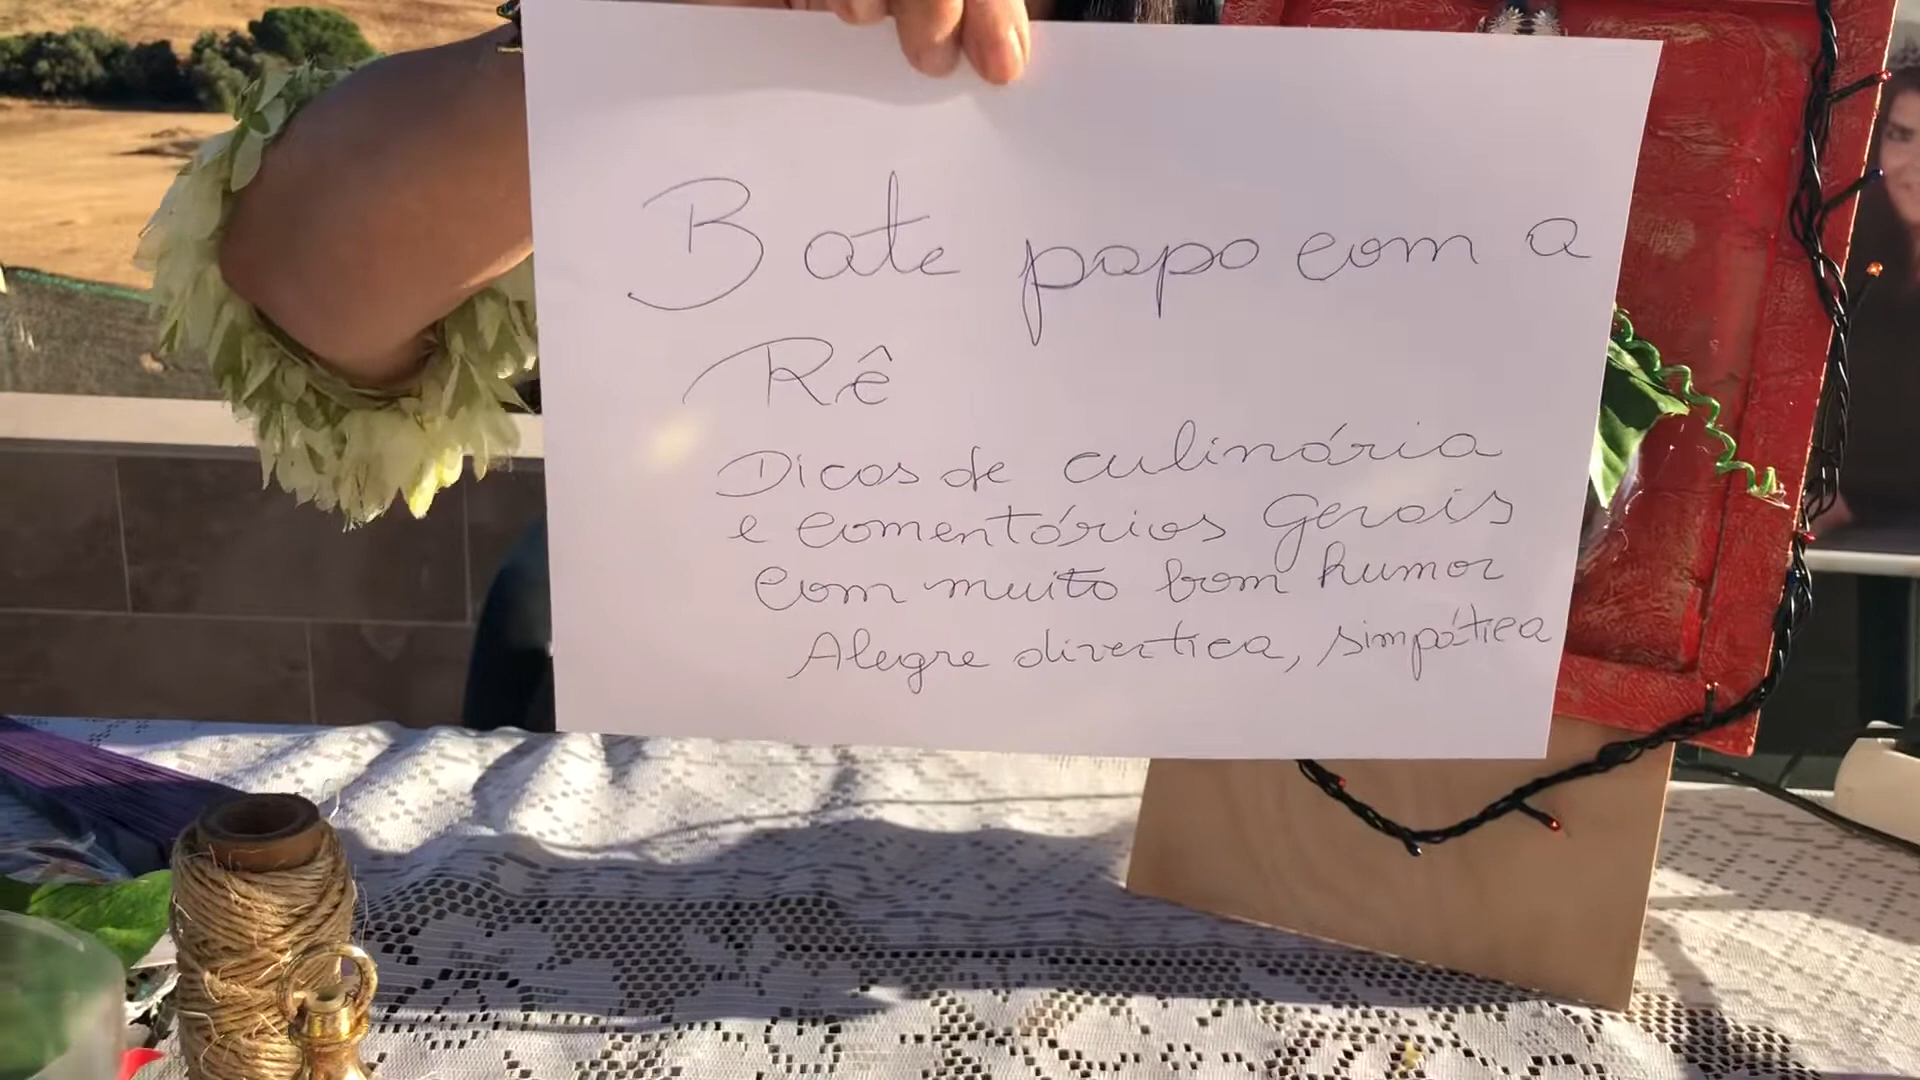 Bate papo com a
Rê
Dicas de culinária
e comentários Gerais
com muito bom humor
Alegre divertica, simpática